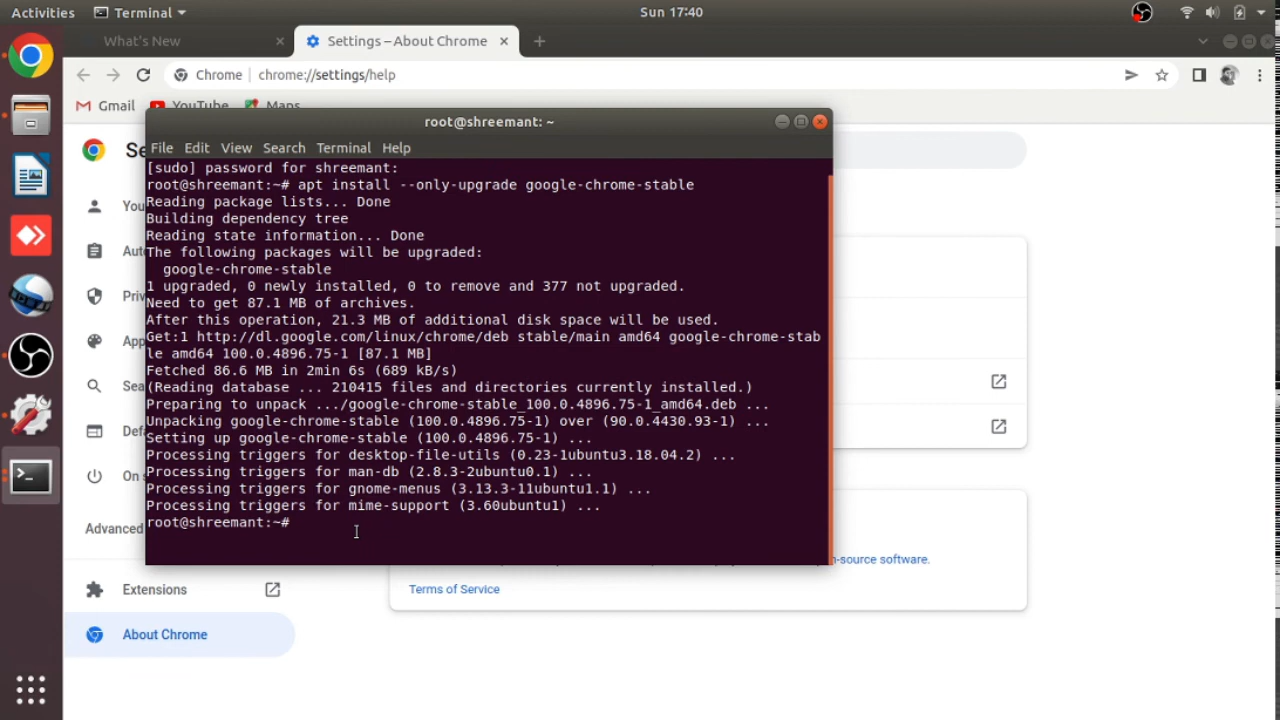 Activities
Terminal
Sun 17:40
What's New
Settings – About Chrome
Chrome
chrome://settings/help
Gmail
YouTube
Maps
root@shreemant: ~
File Edit View Search Terminal Help
[sudo] password for shreemant:
root@shreemant:~# apt install --only-upgrade google-chrome-stable
Reading package lists... Done
Building dependency tree
Reading state information... Done
The following packages will be upgraded:
google-chrome-stable
1 upgraded, 0 newly installed, 0 to remove and 377 not upgraded.
Need to get 87.1 MB of archives.
After this operation, 21.3 MB of additional disk space will be used.
Get:1 http://dl.google.com/linux/chrome/deb stable/main amd64 google-chrome-stab
le amd64 100.0.4896.75-1 [87.1 MB]
Fetched 86.6 MB in 2min 6s (689 kB/s)
(Reading database ... 210415 files and directories currently installed.)
Preparing to unpack .../google-chrome-stable_100.0.4896.75-1_amd64.deb ...
Unpacking google-chrome-stable (100.0.4896.75-1) over (90.0.4430.93-1) ...
Setting up google-chrome-stable (100.0.4896.75-1) ...
Processing triggers for desktop-file-utils (0.23-1ubuntu3.18.04.2) ...
Processing triggers for man-db (2.8.3-2ubuntu0.1) ...
Processing triggers for gnome-menus (3.13.3-11ubuntu1.1) ...
Processing triggers for mime-support (3.60ubuntu1) ...
root@shreemant:~#
Se
You
Aut
Priv
App
Sea
Def
On s
Advanced
Extensions
About Chrome
n-source software.
Terms of Service